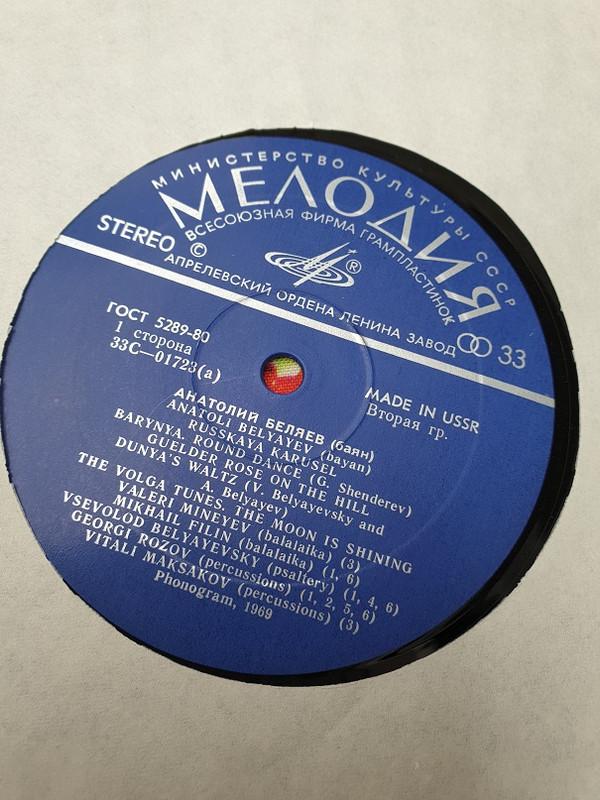 МИНИСТЕРСТВО КУЛЬТУРЫ СССР
МЕЛОДИЯ
ВСЕСОЮЗНАЯ ФИРМА ГРАМПЛАСТИНОК
STEREO ©
®
АПРЕЛЕВСКИЙ ОРДЕНА ЛЕНИНА ЗАВОД
33
ГОСТ 5289-80
1 сторона
33С—01723(а)
MADE IN USSR
Вторая гр.
АНАТОЛИЙ БЕЛЯЕВ (баян)
ANATOLI BELYAYEV (bayan)
RUSSKAYA KARUSEL
BARYNYA, ROUND DANCE (G. Shenderev)
GUELDER ROSE ON THE HILL
DUNYA'S WALTZ (V. Belyayevsky and
A. Belyayev)
THE VOLGA TUNES, THE MOON IS SHINING
VALERI MINEYEV (balalaika) (3)
MIKHAIL FILIN (balalaika) (1, 6)
VSEVOLOD BELYAYEVSKY (psaltery) (1, 4, 6)
GEORGI ROZOV (percussions) (1, 2, 5, 6)
VITALI MAKSAKOV (percussions) (3)
Phonogram, 1969